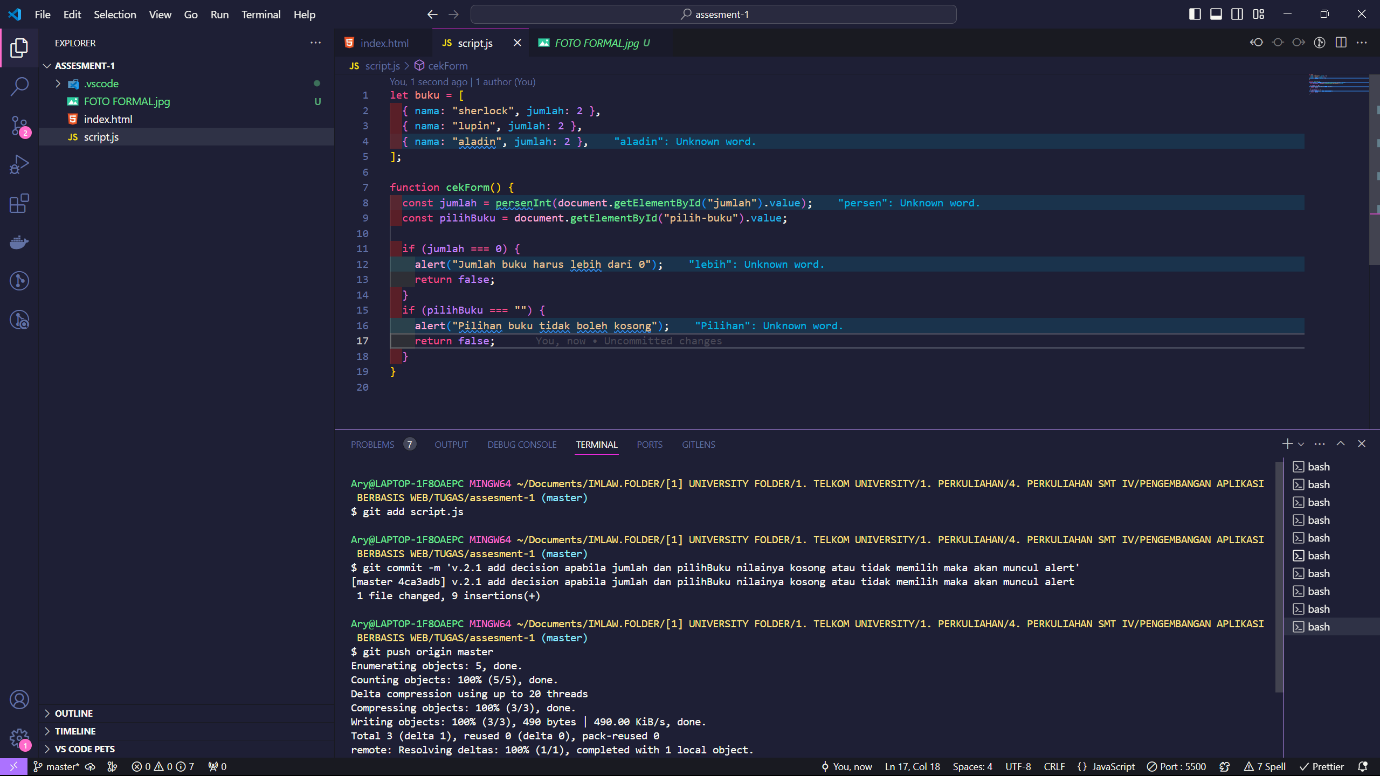 File Edit Selection View Go Run Terminal Help
assesment-1
EXPLORER
ASSESMENT-1
.vscode
FOTO FORMAL.jpg U
index.html
JS script.js
OUTLINE
TIMELINE
VS CODE PETS
index.html
JS script.js
FOTO FORMAL.jpg U
JS script.js > cekForm
You, 1 second ago | 1 author (You)
1 let buku = [
2 { nama: "sherlock", jumlah: 2 },
3 { nama: "lupin", jumlah: 2 },
4 { nama: "aladin", jumlah: 2 }, "aladin": Unknown word.
5 ];
6
7 function cekForm() {
8 const jumlah = persenInt(document.getElementById("jumlah").value); "persen": Unknown word.
9 const pilihBuku = document.getElementById("pilih-buku").value;
10
11 if (jumlah === 0) {
12 alert("Jumlah buku harus lebih dari 0"); "lebih": Unknown word.
13 return false;
14 }
15 if (pilihBuku === "") {
16 alert("Pilihan buku tidak boleh kosong"); "Pilihan": Unknown word.
17 return false; You, now • Uncommitted changes
18 }
19 }
20
PROBLEMS 7 OUTPUT DEBUG CONSOLE TERMINAL PORTS GITLENS
Ary@LAPTOP-1F8OAEPC MINGW64 ~/Documents/IMLAW.FOLDER/[1] UNIVERSITY FOLDER/1. TELKOM UNIVERSITY/1. PERKULIAHAN/4. PERKULIAHAN SMT IV/PENGEMBANGAN APLIKASI
BERBASIS WEB/TUGAS/assesment-1 (master)
$ git add script.js
Ary@LAPTOP-1F8OAEPC MINGW64 ~/Documents/IMLAW.FOLDER/[1] UNIVERSITY FOLDER/1. TELKOM UNIVERSITY/1. PERKULIAHAN/4. PERKULIAHAN SMT IV/PENGEMBANGAN APLIKASI
BERBASIS WEB/TUGAS/assesment-1 (master)
$ git commit -m 'v.2.1 add decision apabila jumlah dan pilihBuku nilainya kosong atau tidak memilih maka akan muncul alert'
[master 4ca3adb] v.2.1 add decision apabila jumlah dan pilihBuku nilainya kosong atau tidak memilih maka akan muncul alert
1 file changed, 9 insertions(+)
Ary@LAPTOP-1F8OAEPC MINGW64 ~/Documents/IMLAW.FOLDER/[1] UNIVERSITY FOLDER/1. TELKOM UNIVERSITY/1. PERKULIAHAN/4. PERKULIAHAN SMT IV/PENGEMBANGAN APLIKASI
BERBASIS WEB/TUGAS/assesment-1 (master)
$ git push origin master
Enumerating objects: 5, done.
Counting objects: 100% (5/5), done.
Delta compression using up to 20 threads
Compressing objects: 100% (3/3), done.
Writing objects: 100% (3/3), 490 bytes | 490.00 KiB/s, done.
Total 3 (delta 1), reused 0 (delta 0), pack-reused 0
remote: Resolving deltas: 100% (1/1), completed with 1 local object.
bash
bash
bash
bash
bash
bash
bash
bash
bash
bash
2
1
master* 0 0 7 0 You, now Ln 17, Col 18 Spaces: 4 UTF-8 CRLF {} JavaScript Port : 5500 7 Spell Prettier